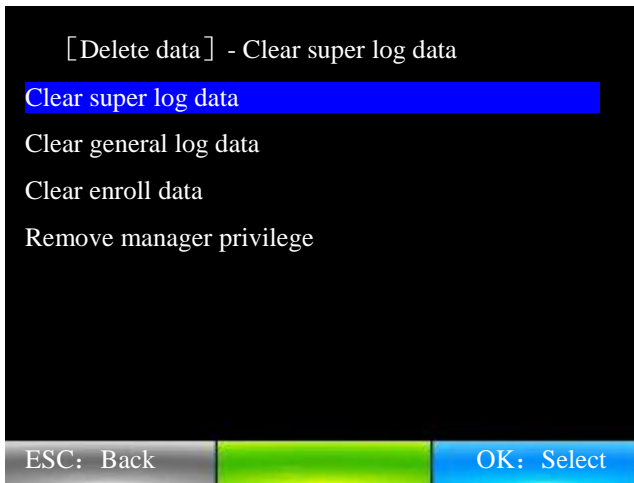 ［Delete data］ - Clear super log data
Clear super log data
Clear general log data
Clear enroll data
Remove manager privilege
ESC：Back OK：Select